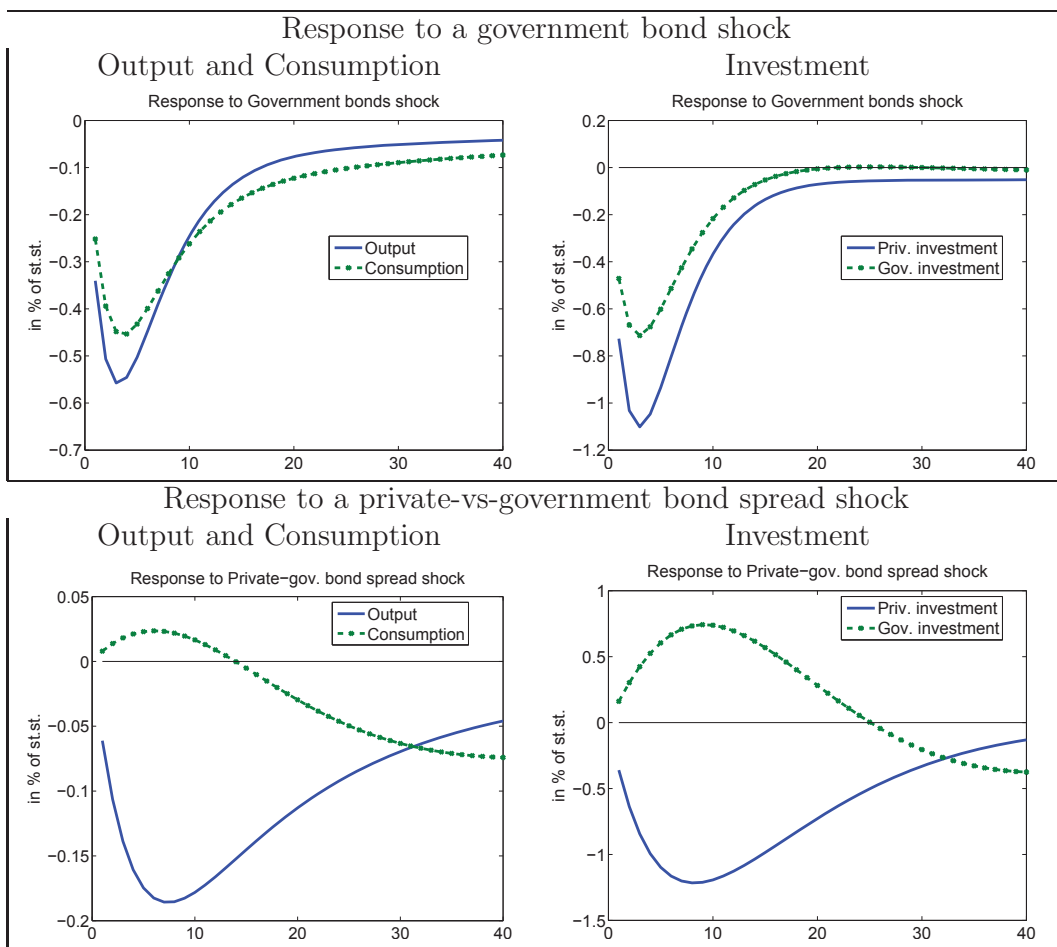 Response to a government bond shock
Output and Consumption
Investment
Response to Government bonds shock
0
−0.1
−0.2
−0.3
−0.4
−0.5
−0.6
−0.7
in % of st.st.
Output
Consumption
0 10 20 30 40
Response to Government bonds shock
0.2
0
−0.2
−0.4
−0.6
−0.8
−1
−1.2
in % of st.st.
Priv. investment
Gov. investment
0 10 20 30 40
Response to a private-vs-government bond spread shock
Output and Consumption
Investment
Response to Private−gov. bond spread shock
0.05
0
−0.05
−0.1
−0.15
−0.2
in % of st.st.
Output
Consumption
0 10 20 30 40
Response to Private−gov. bond spread shock
1
0.5
0
−0.5
−1
−1.5
in % of st.st.
Priv. investment
Gov. investment
0 10 20 30 40